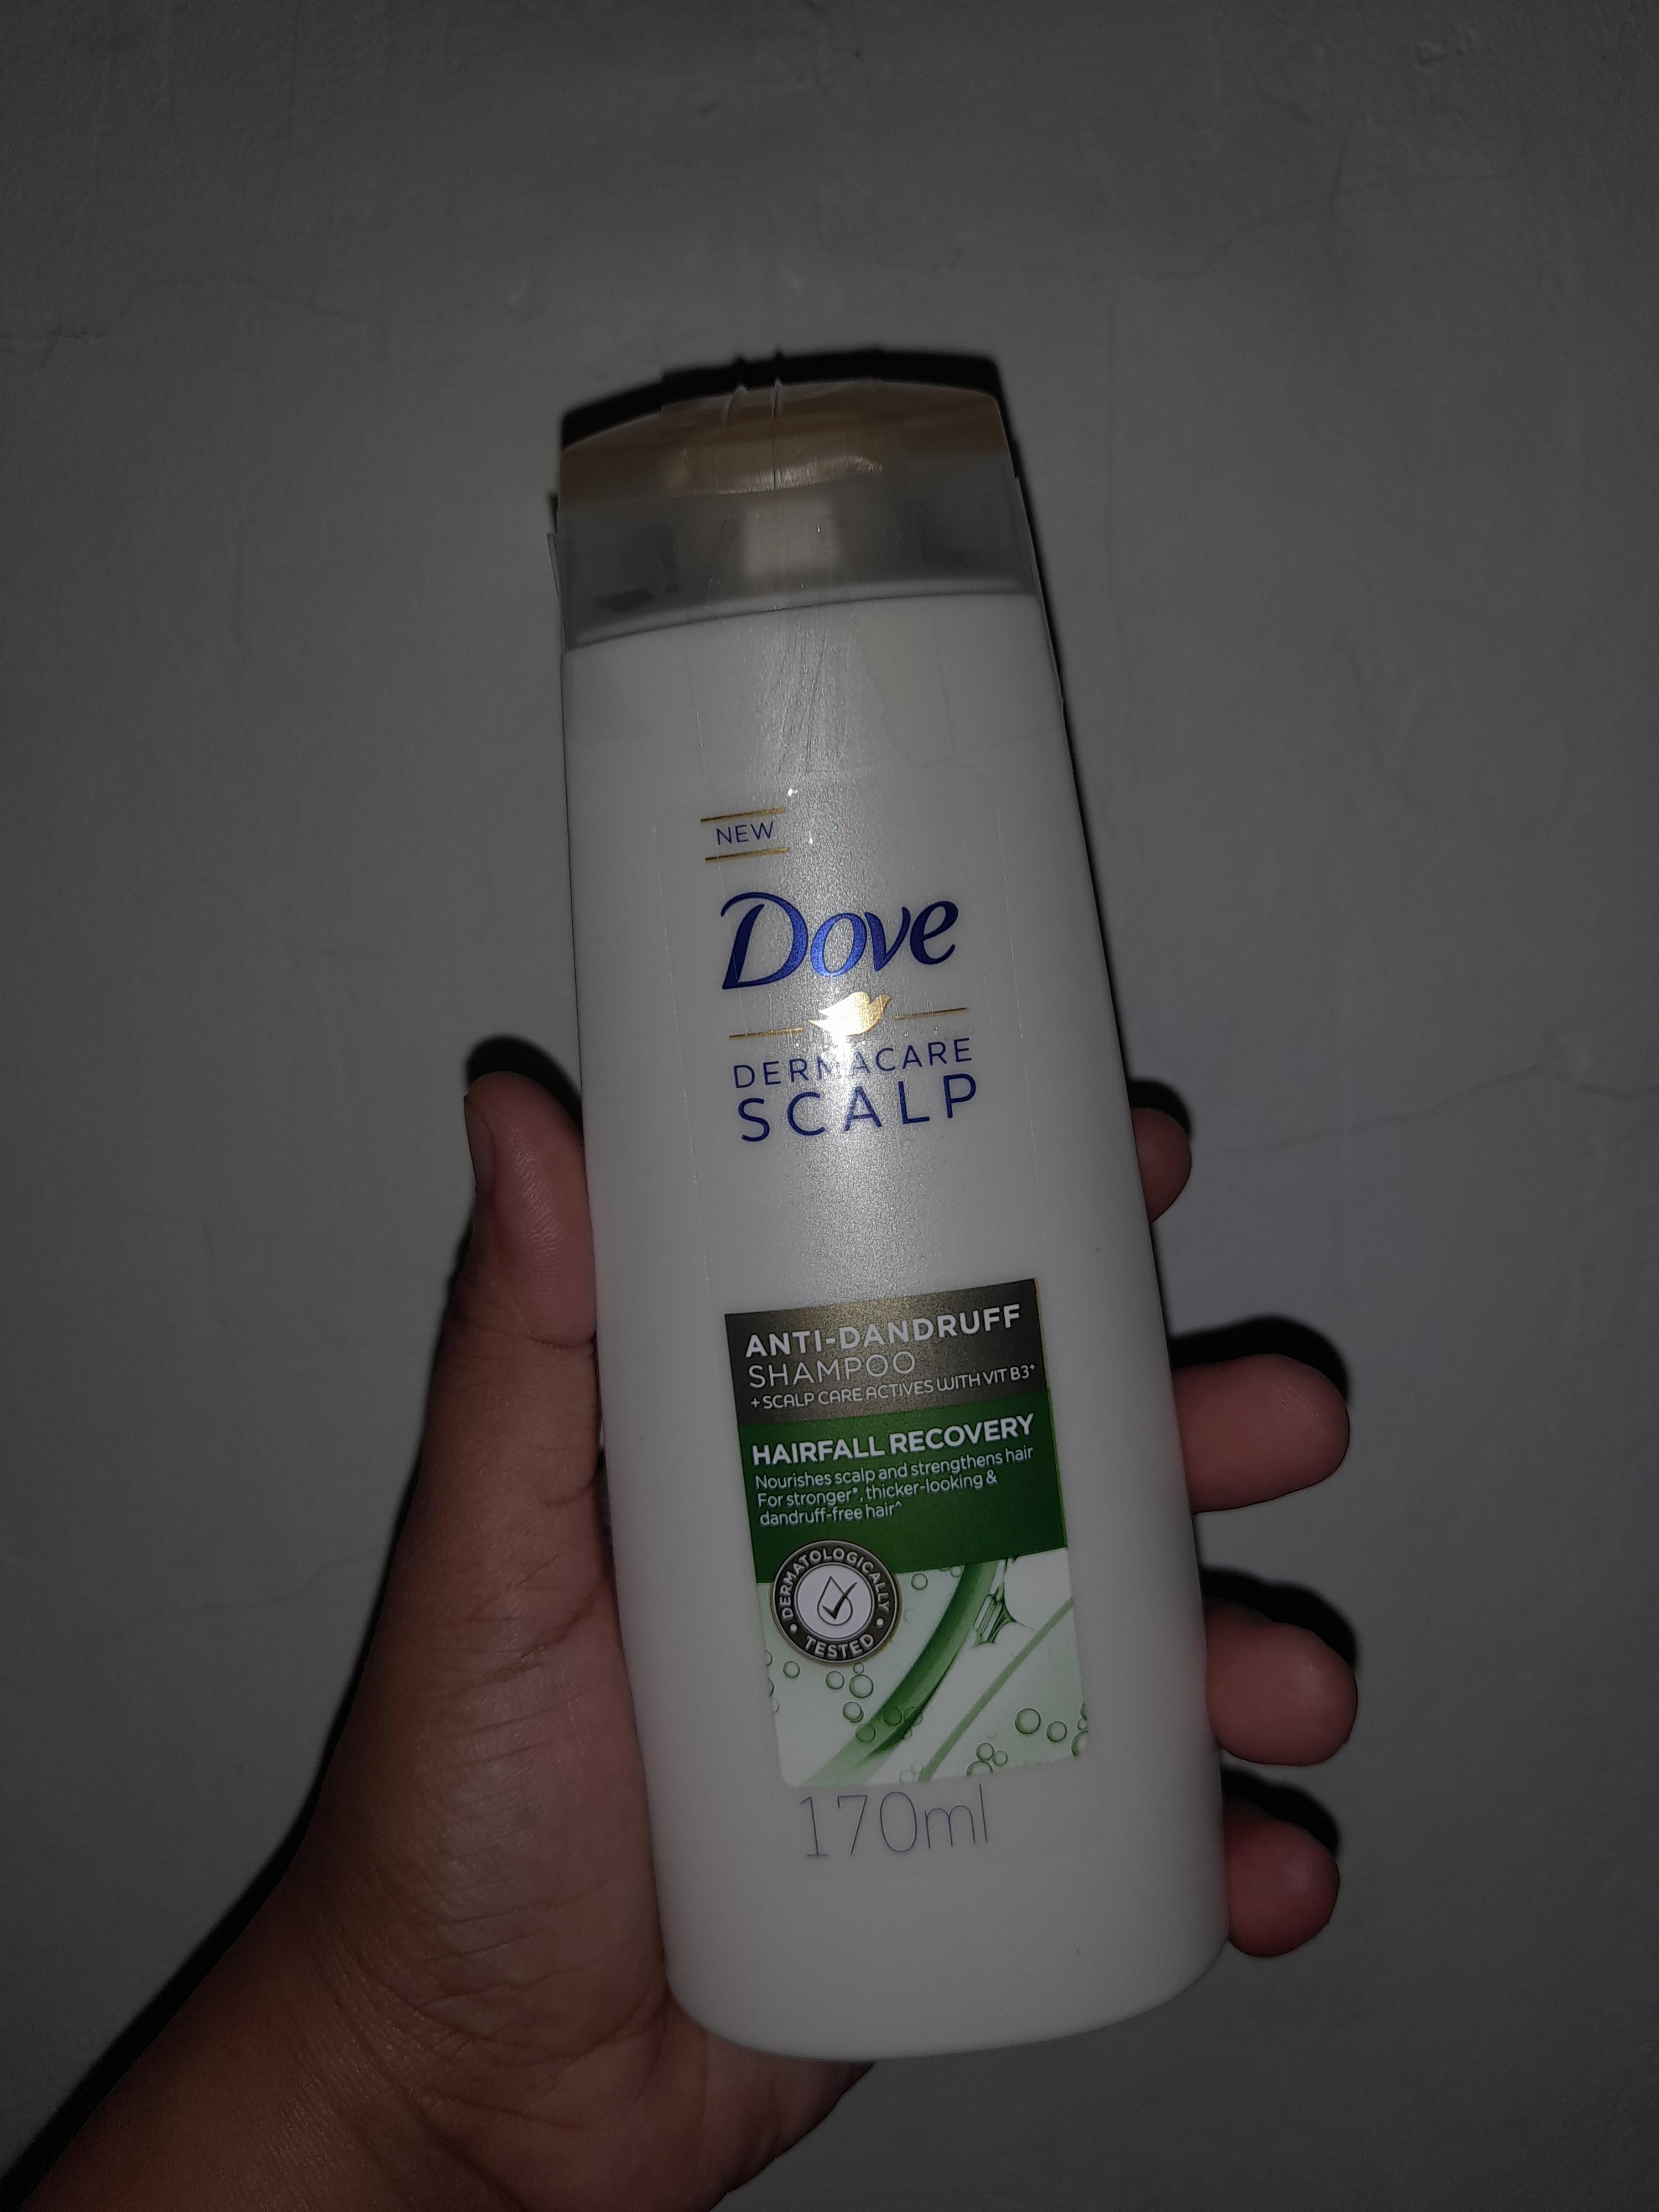 NEW
Dove
DERMACARE
SCALP
ANTI-DANDRUFF
SHAMPOO
+ SCALP CARE ACTIVES WITH VIT B3⁺
HAIRFALL RECOVERY
Nourishes scalp and strengthens hair
For stronger*, thicker-looking &
dandruff-free hair^
DERMATOLOGICALLY
• TESTED •
170ml